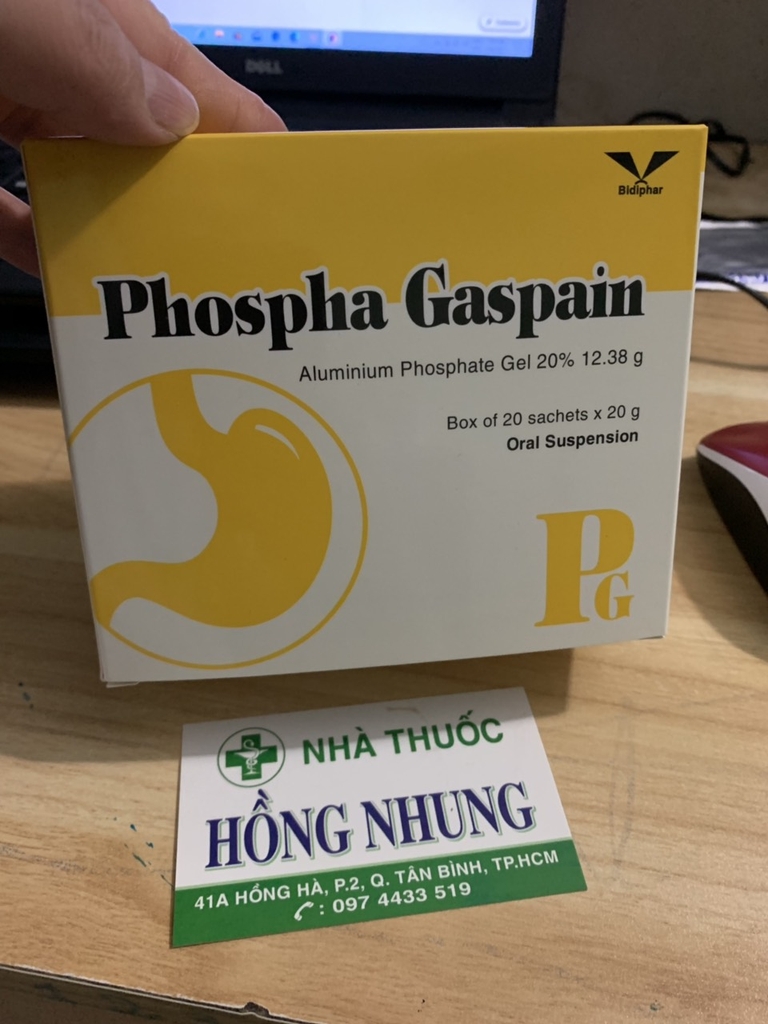 DELL
Bidiphar
Phospha Gaspain
Aluminium Phosphate Gel 20% 12.38 g
Box of 20 sachets x 20 g
Oral Suspension
PG
NHÀ THUỐC
HỒNG NHUNG
41A HỒNG HÀ, P.2, Q. TÂN BÌNH, TP.HCM
: 097 4433 519